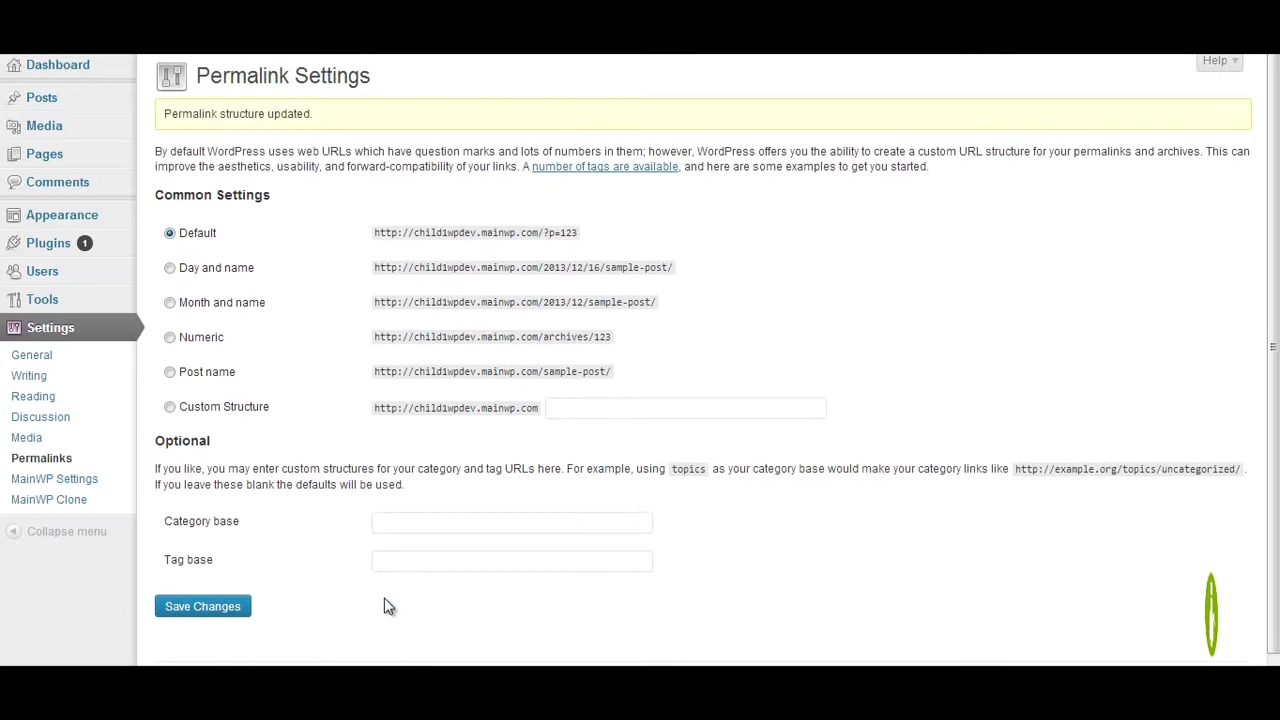 Dashboard
Posts
Media
Pages
Comments
Appearance
Plugins 1
Users
Tools
Settings
General
Writing
Reading
Discussion
Media
Permalinks
MainWP Settings
MainWP Clone
Collapse menu
Help
Permalink Settings
Permalink structure updated.
By default WordPress uses web URLs which have question marks and lots of numbers in them; however, WordPress offers you the ability to create a custom URL structure for your permalinks and archives. This can
improve the aesthetics, usability, and forward-compatibility of your links. A number of tags are available, and here are some examples to get you started.
Common Settings
Default http://child1wpdev.mainwp.com/?p=123
Day and name http://child1wpdev.mainwp.com/2013/12/16/sample-post/
Month and name http://child1wpdev.mainwp.com/2013/12/sample-post/
Numeric http://child1wpdev.mainwp.com/archives/123
Post name http://child1wpdev.mainwp.com/sample-post/
Custom Structure http://child1wpdev.mainwp.com
Optional
If you like, you may enter custom structures for your category and tag URLs here. For example, using topics as your category base would make your category links like http://example.org/topics/uncategorized/ .
If you leave these blank the defaults will be used.
Category base
Tag base
Save Changes